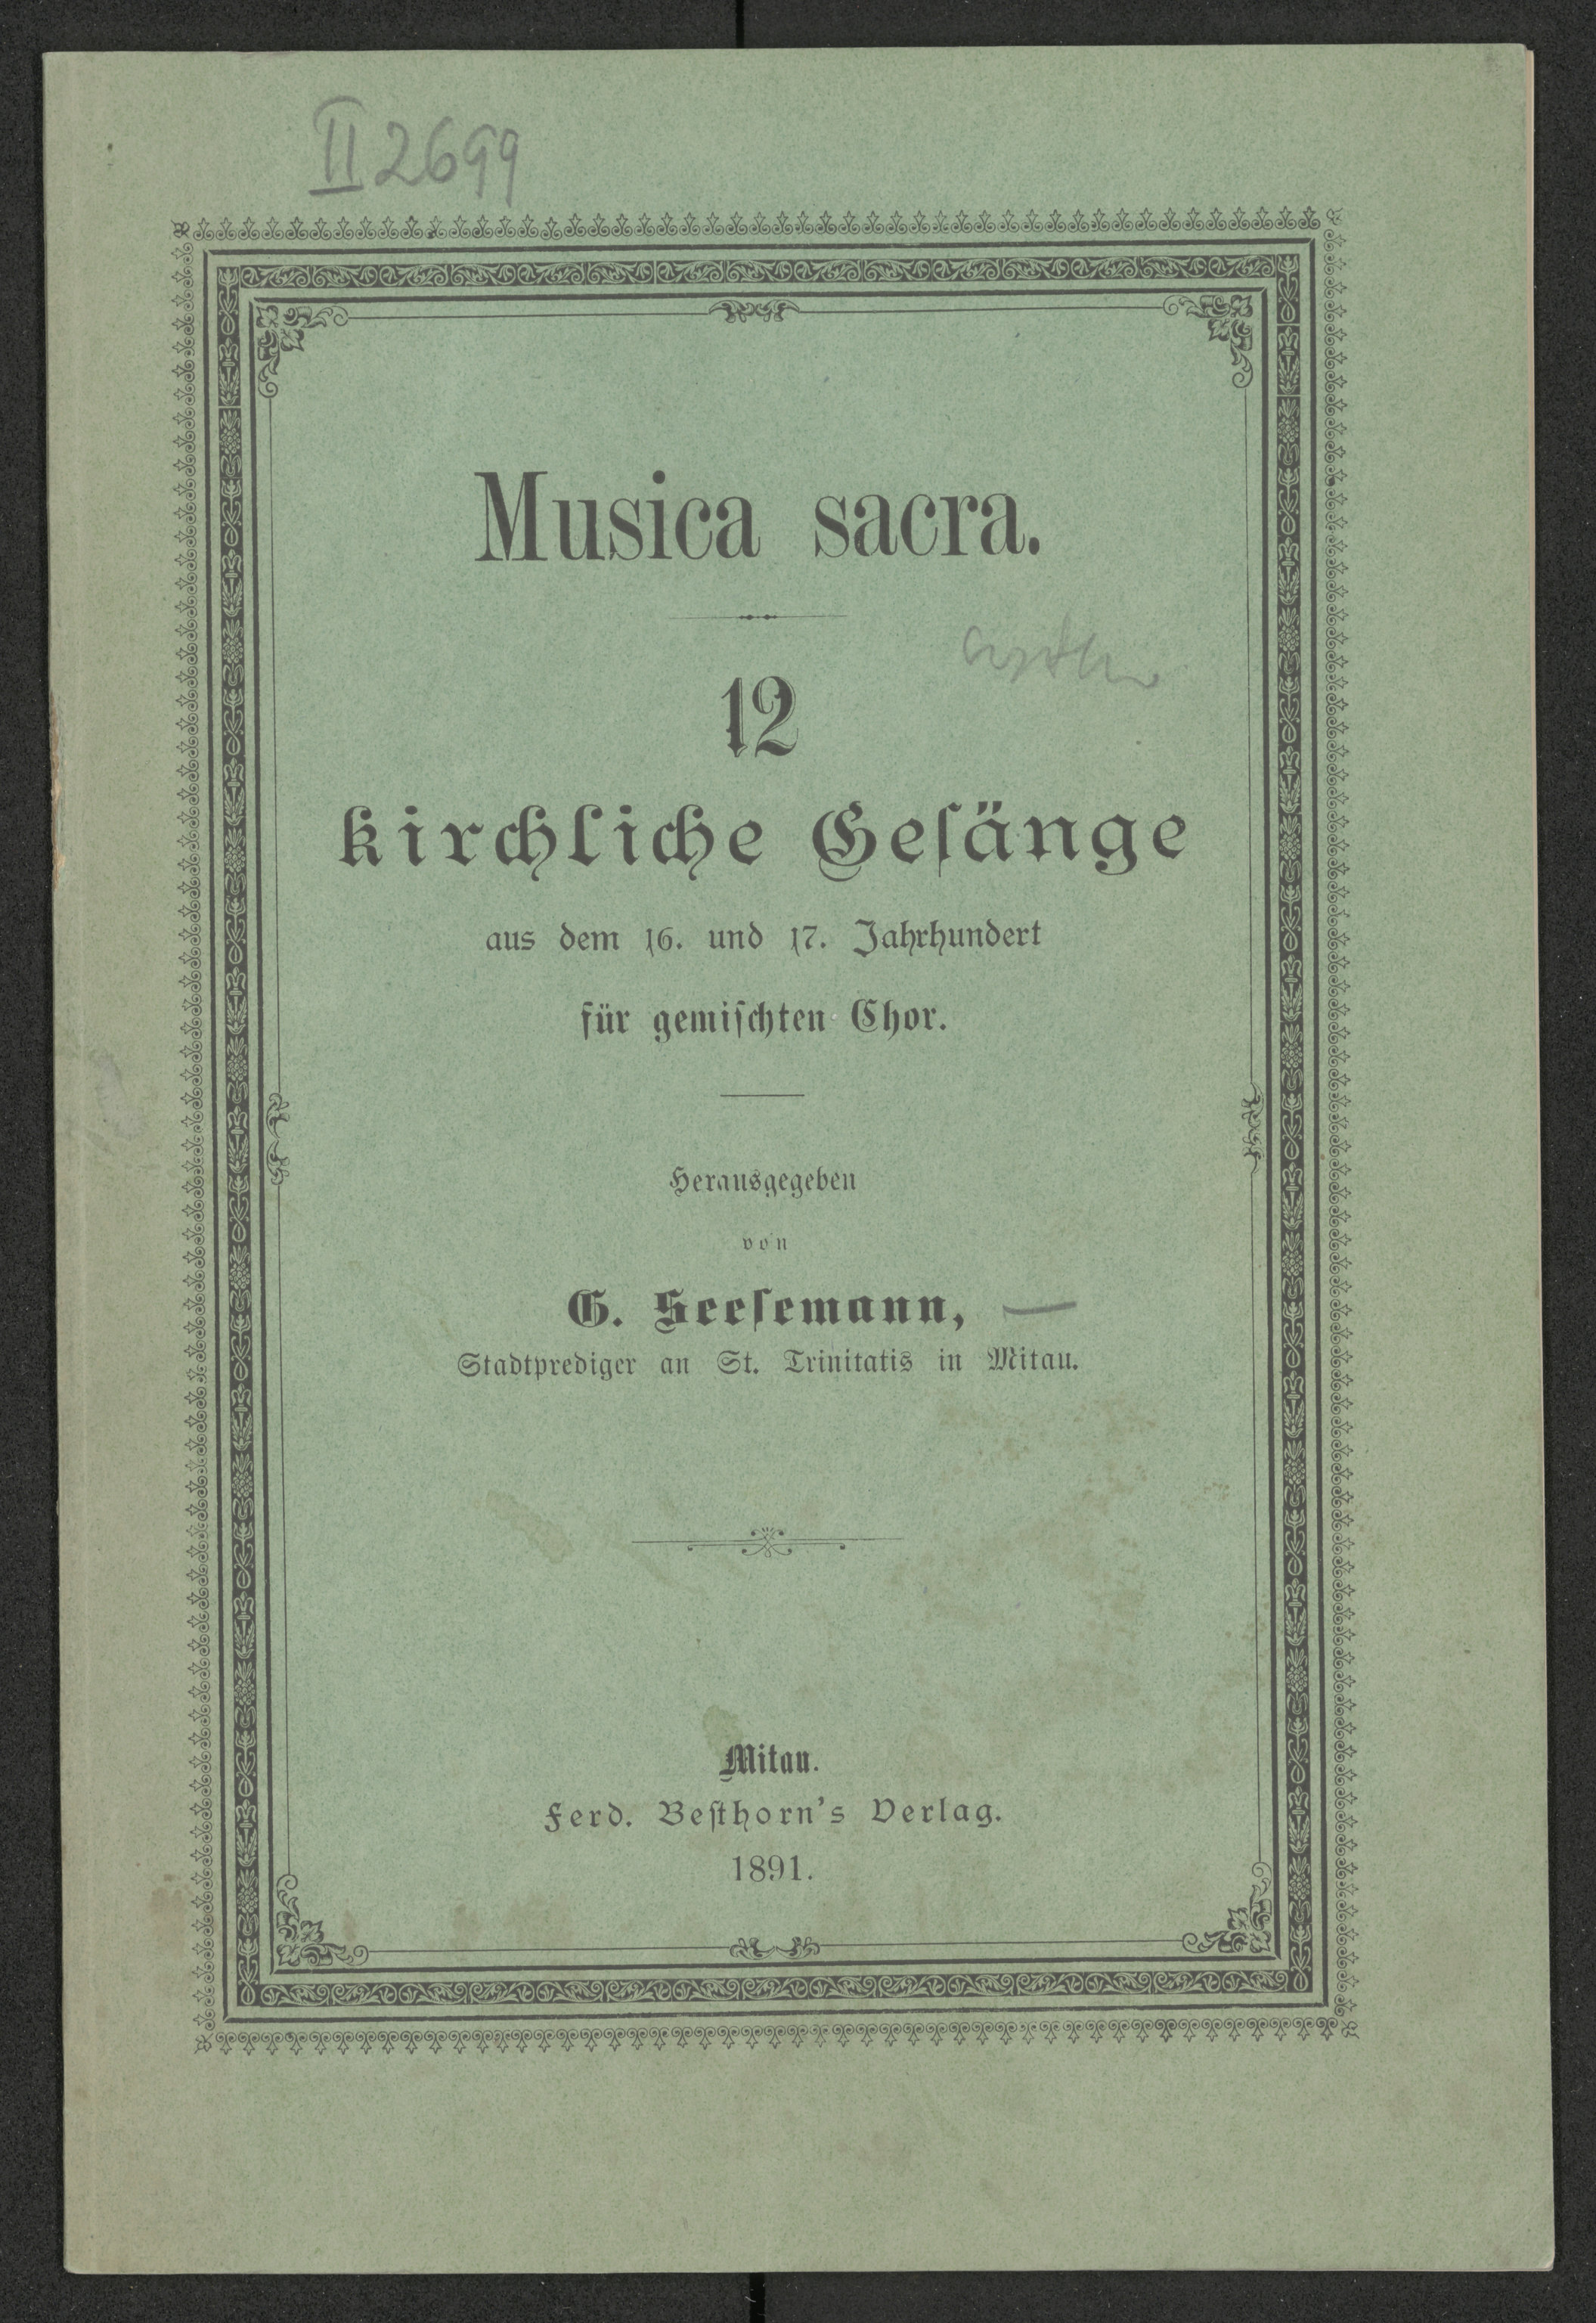 II 2699
Musica sacra.
12
kirchliche Geſänge
aus dem 16. und 17. Jahrhundert
für gemiſchten Chor.
Herausgegeben
von
G. Seeſemann,
Stadtprediger an St. Trinitatis in Mitau.
Mitau.
Ferd. Beſthorn's Verlag.
1891.